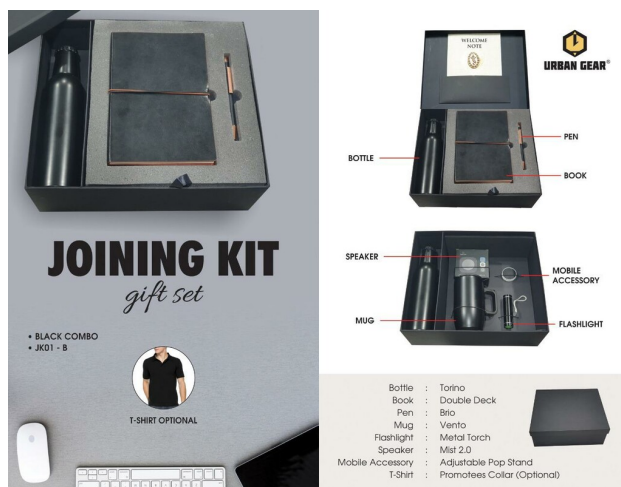 JOINING KIT
gift set
• BLACK COMBO
• JK01 - B
T-SHIRT OPTIONAL
WELCOME
NOTE
URBAN GEAR®
BOTTLE
PEN
BOOK
SPEAKER
MOBILE
ACCESSORY
MUG
FLASHLIGHT
Bottle : Torino
Book : Double Deck
Pen : Brio
Mug : Vento
Flashlight : Metal Torch
Speaker : Mist 2.0
Mobile Accessory : Adjustable Pop Stand
T-Shirt : Promotees Collar (Optional)